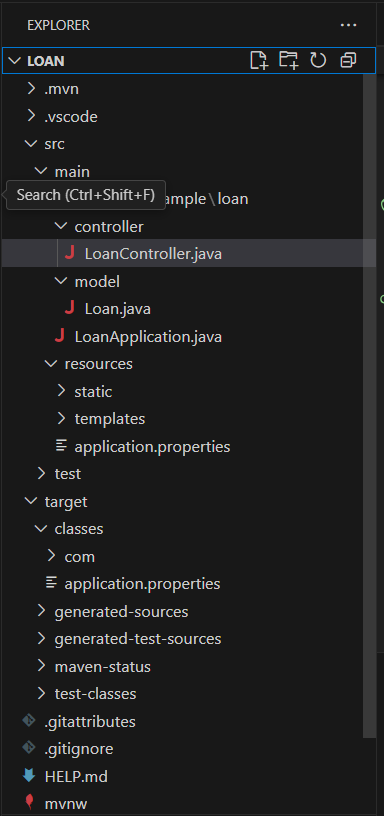 EXPLORER
LOAN
.mvn
.vscode
src
main
Search (Ctrl+Shift+F)
ample\loan
controller
LoanController.java
model
Loan.java
LoanApplication.java
resources
static
templates
application.properties
test
target
classes
com
application.properties
generated-sources
generated-test-sources
maven-status
test-classes
.gitattributes
.gitignore
HELP.md
mvnw